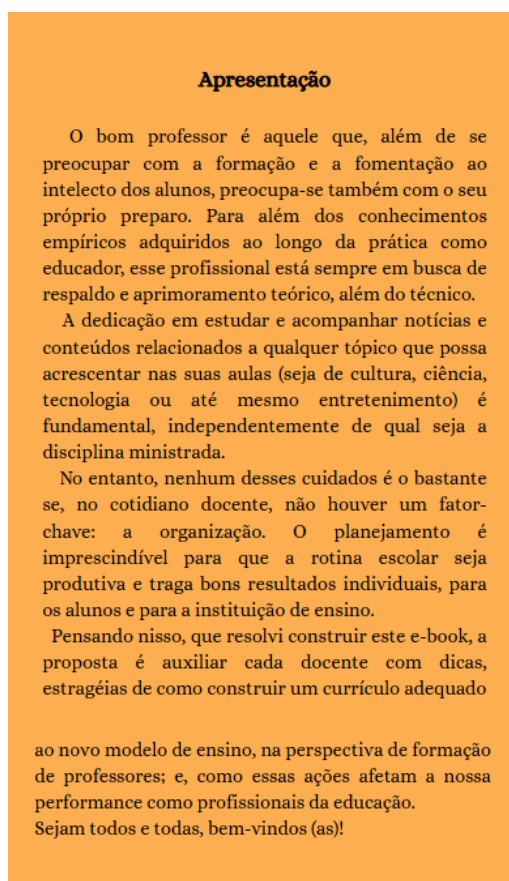 Apresentação
O bom professor é aquele que, além de se
preocupar com a formação e a fomentação ao
intelecto dos alunos, preocupa-se também com o seu
próprio preparo. Para além dos conhecimentos
empíricos adquiridos ao longo da prática como
educador, esse profissional está sempre em busca de
respaldo e aprimoramento teórico, além do técnico.
A dedicação em estudar e acompanhar notícias e
conteúdos relacionados a qualquer tópico que possa
acrescentar nas suas aulas (seja de cultura, ciência,
tecnologia ou até mesmo entretenimento) é
fundamental, independentemente de qual seja a
disciplina ministrada.
No entanto, nenhum desses cuidados é o bastante
se, no cotidiano docente, não houver um fator-
chave: a organização. O planejamento é
imprescindível para que a rotina escolar seja
produtiva e traga bons resultados individuais, para
os alunos e para a instituição de ensino.
Pensando nisso, que resolvi construir este e-book, a
proposta é auxiliar cada docente com dicas,
estragéias de como construir um currículo adequado
ao novo modelo de ensino, na perspectiva de formação
de professores; e, como essas ações afetam a nossa
performance como profissionais da educação.
Sejam todos e todas, bem-vindos (as)!